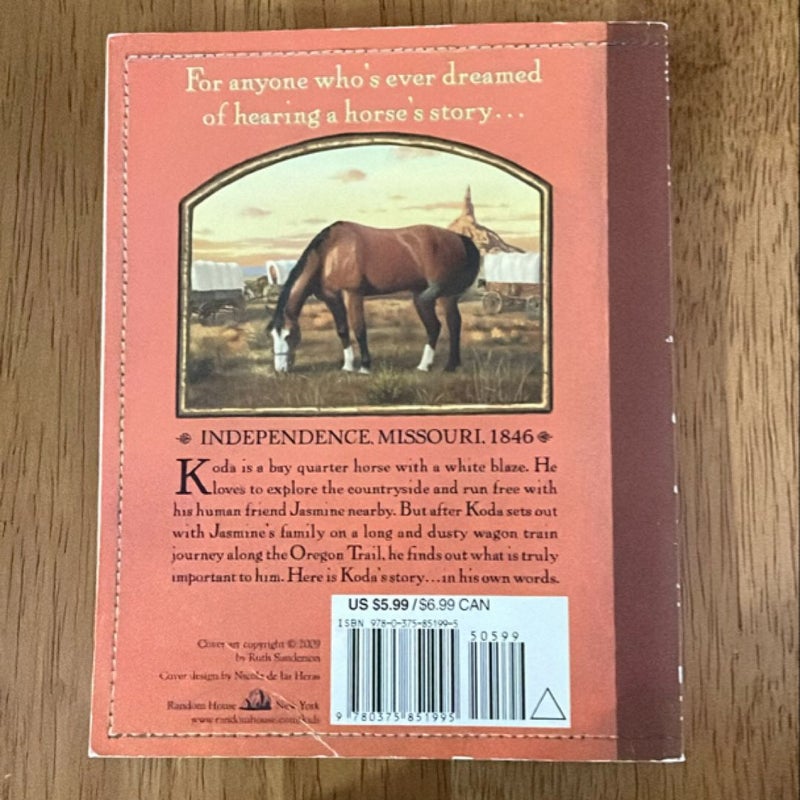 For anyone who's ever dreamed
of hearing a horse's story...
INDEPENDENCE, MISSOURI, 1846
Koda is a bay quarter horse with a white blaze. He
loves to explore the countryside and run free with
his human friend Jasmine nearby. But after Koda sets out
with Jasmine's family on a long and dusty wagon train
journey along the Oregon Trail, he finds out what is truly
important to him. Here is Koda's story...in his own words.
US $5.99 / $6.99 CAN
ISBN 978-0-375-85199-5
50599
9 780375 851995
Cover art copyright © 2009
by Ruth Sanderson
Cover design by Nicole de las Heras
Random House New York
www.randomhouse.com/kids